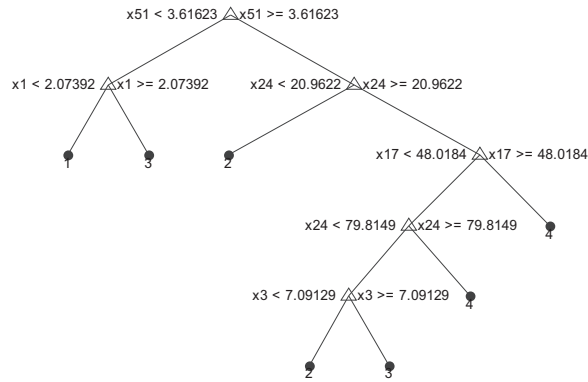 x51 < 3.61623 x51 >= 3.61623
x1 < 2.07392 x1 >= 2.07392 x24 < 20.9622 x24 >= 20.9622
1 3 2 x17 < 48.0184 x17 >= 48.0184
x24 < 79.8149 x24 >= 79.8149 4
x3 < 7.09129 x3 >= 7.09129 4
2 3